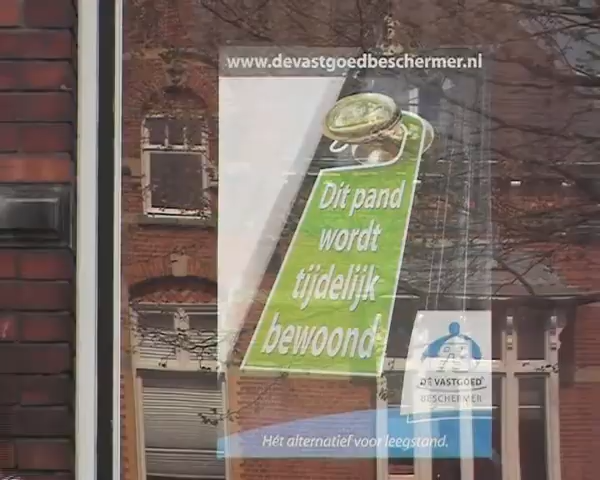 www.devastgoedbeschermer.nl
Dit pand
wordt
tijdelijk
bewoond
DE VASTGOED
BESCHERMER
Hét alternatief voor leegstand.